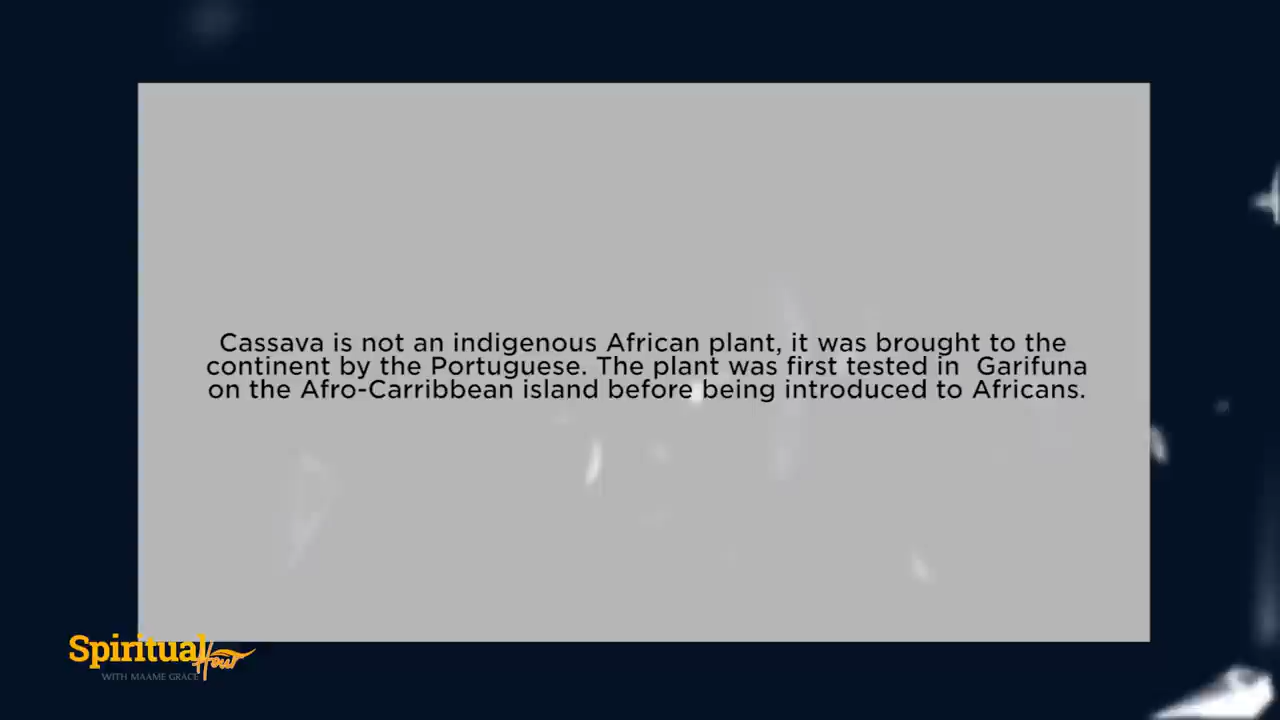 Cassava is not an indigenous African plant, it was brought to the
continent by the Portuguese. The plant was first tested in  Garifuna
on the Afro-Carribbean island before being introduced to Africans.
Spiritual Hour
WITH MAAME GRACE